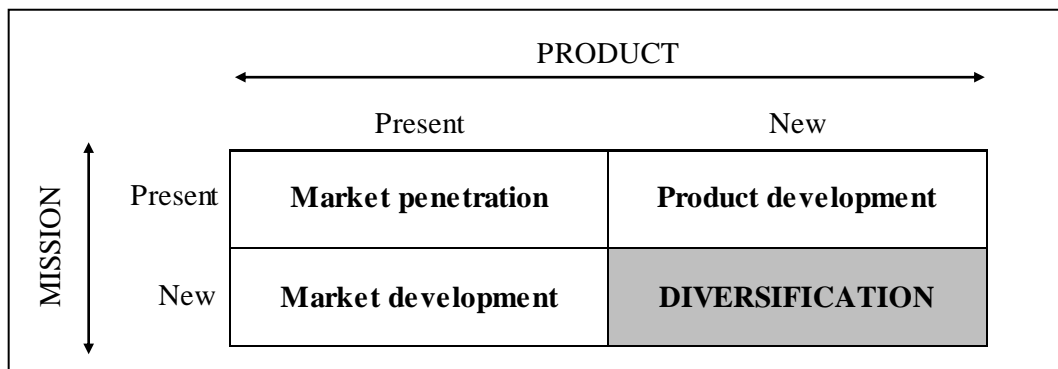 PRODUCT
Present New
Present Market penetration Product development
MISSION
New Market development DIVERSIFICATION